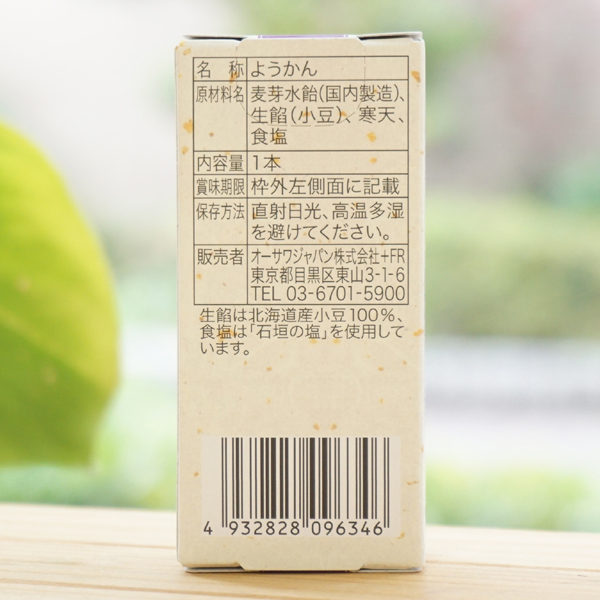 名 称 ようかん
原材料名 麦芽水飴(国内製造)、
生餡(小豆)、寒天、
食塩
内容量 1本
賞味期限 枠外左側面に記載
保存方法 直射日光、高温多湿
を避けてください。
販売者 オーサワジャパン株式会社+FR
東京都目黒区東山3-1-6
TEL 03-6701-5900
生餡は北海道産小豆100%、
食塩は「石垣の塩」を使用して
います。
4 932828 096346